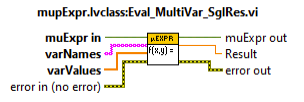 mupExpr.lvclass:Eval_MultiVar_SglRes.vi
muExpr in
varNames
varValues
error in (no error)
µEXPR
f(x,y) =
muExpr out
Result
error out